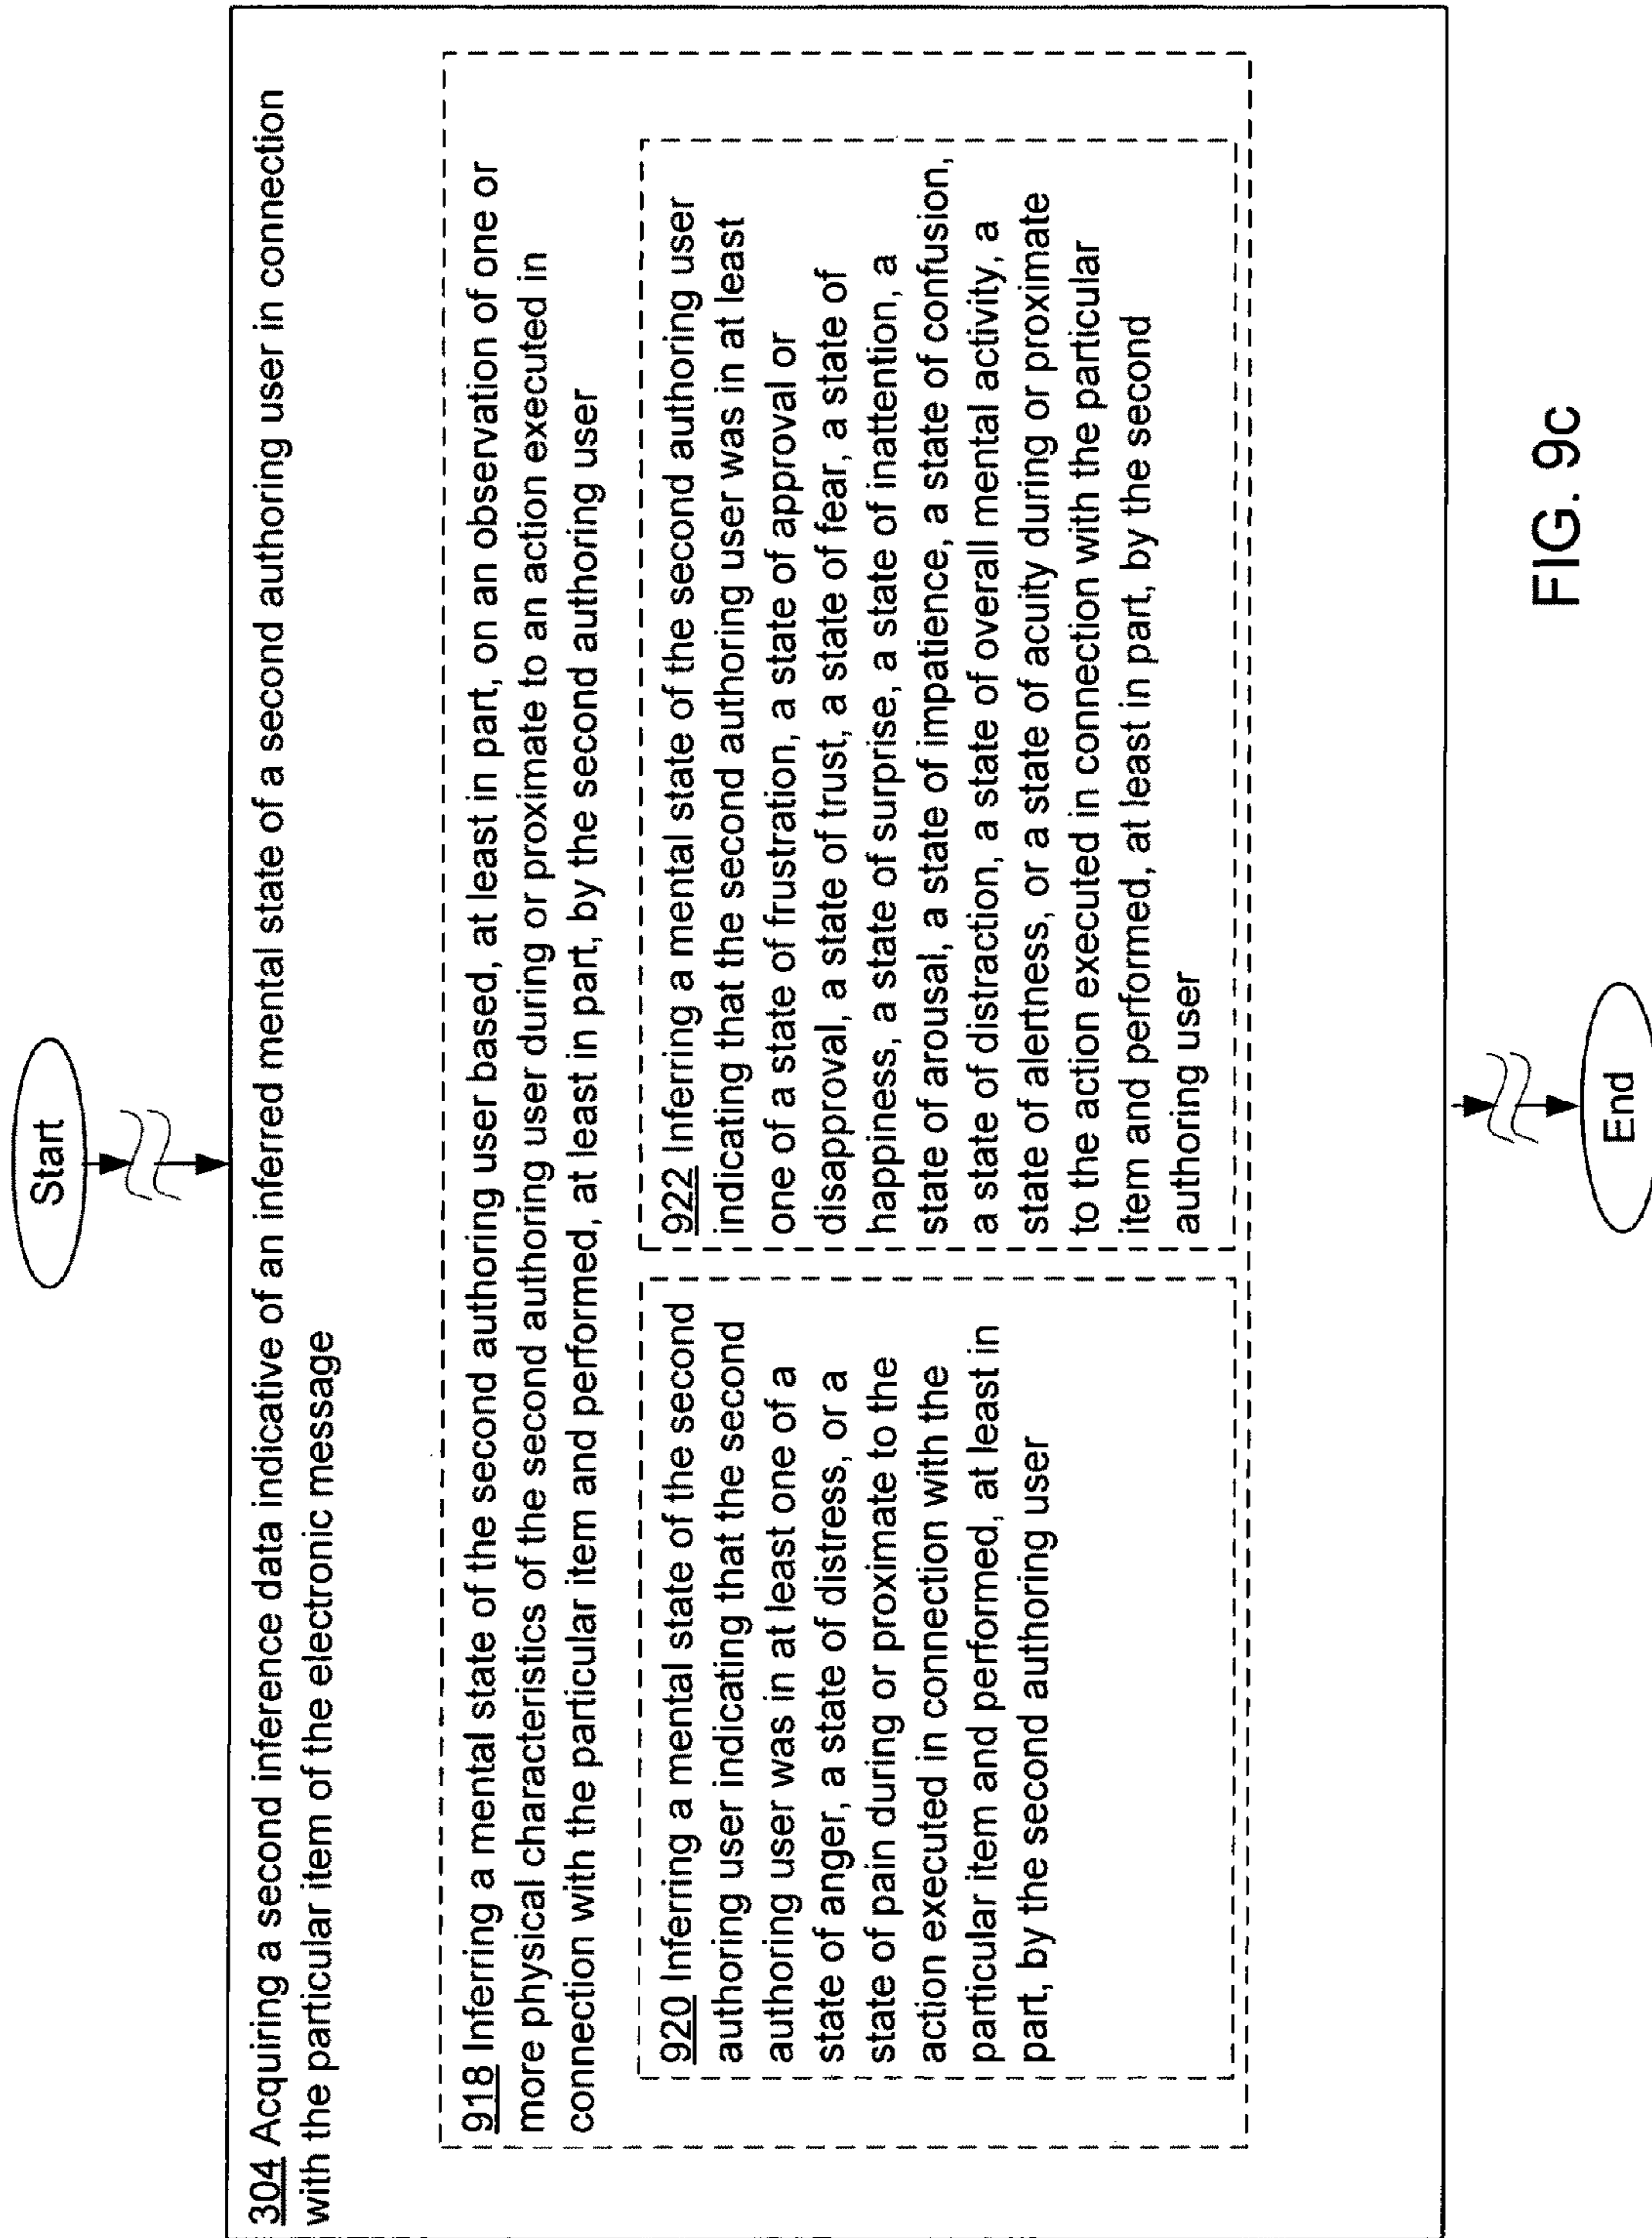 Start
304 Acquiring a second inference data indicative of an inferred mental state of a second authoring user in connection
with the particular item of the electronic message
918 Inferring a mental state of the second authoring user based, at least in part, on an observation of one or
more physical characteristics of the second authoring user during or proximate to an action executed in
connection with the particular item and performed, at least in part, by the second authoring user
920 Inferring a mental state of the second
authoring user indicating that the second
authoring user was in at least one of a
state of anger, a state of distress, or a
state of pain during or proximate to the
action executed in connection with the
particular item and performed, at least in
part, by the second authoring user
922 Inferring a mental state of the second authoring user
indicating that the second authoring user was in at least
one of a state of frustration, a state of approval or
disapproval, a state of trust, a state of fear, a state of
happiness, a state of surprise, a state of inattention, a
state of arousal, a state of impatience, a state of confusion,
a state of distraction, a state of overall mental activity, a
state of alertness, or a state of acuity during or proximate
to the action executed in connection with the particular
item and performed, at least in part, by the second
authoring user
End
FIG. 9c